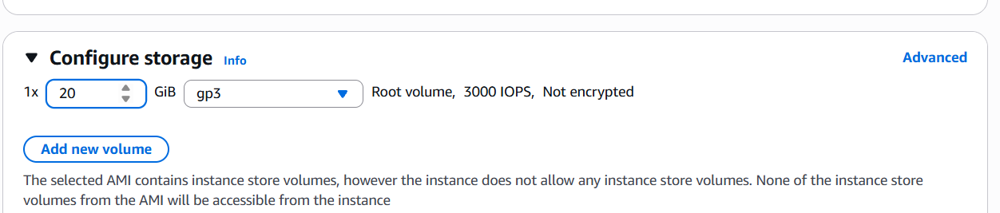 Configure storage Info Advanced
1x 20 GiB gp3 Root volume, 3000 IOPS, Not encrypted
Add new volume
The selected AMI contains instance store volumes, however the instance does not allow any instance store volumes. None of the instance store
volumes from the AMI will be accessible from the instance